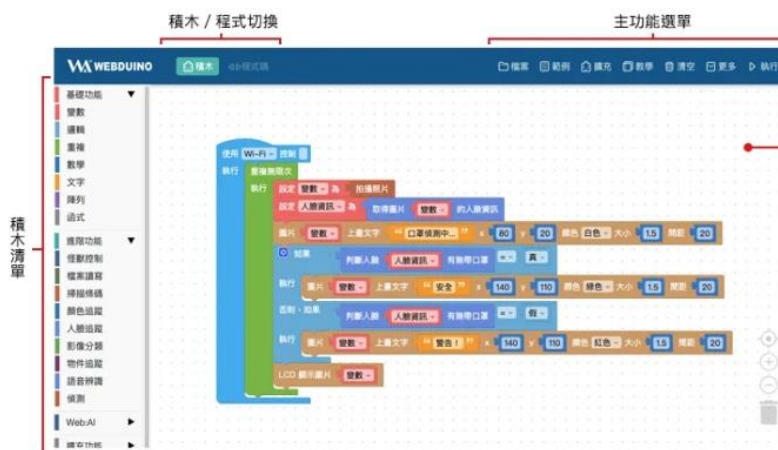 積木 / 程式切換
主功能選單
WEBDUINO
積木
程式碼
檔案 範例 擴充 教學 清空 更多 執行
積木清單
基礎功能
變數
邏輯
重複
數學
文字
陣列
函式
進階功能
怪獸控制
檔案讀寫
掃描條碼
顏色追蹤
人臉追蹤
影像分類
物件追蹤
語音辨識
偵測
Web:AI
擴充功能
使用 Wi-Fi 控制
執行 重複無限次
執行 設定 變數 為 拍攝照片
設定 人臉資訊 為 取得圖片 變數 的人臉資訊
圖片 變數 上畫文字 “ 口罩偵測中... ” x 80 y 20 顏色 白色 大小 1.5 間距 20
如果 判斷人臉 人臉資訊 有無帶口罩 = 真
執行 圖片 變數 上畫文字 “ 安全 ” x 140 y 110 顏色 綠色 大小 1.5 間距 20
否則，如果 判斷人臉 人臉資訊 有無帶口罩 = 假
執行 圖片 變數 上畫文字 “ 警告！ ” x 140 y 110 顏色 紅色 大小 1.5 間距 20
LCD 顯示圖片 變數